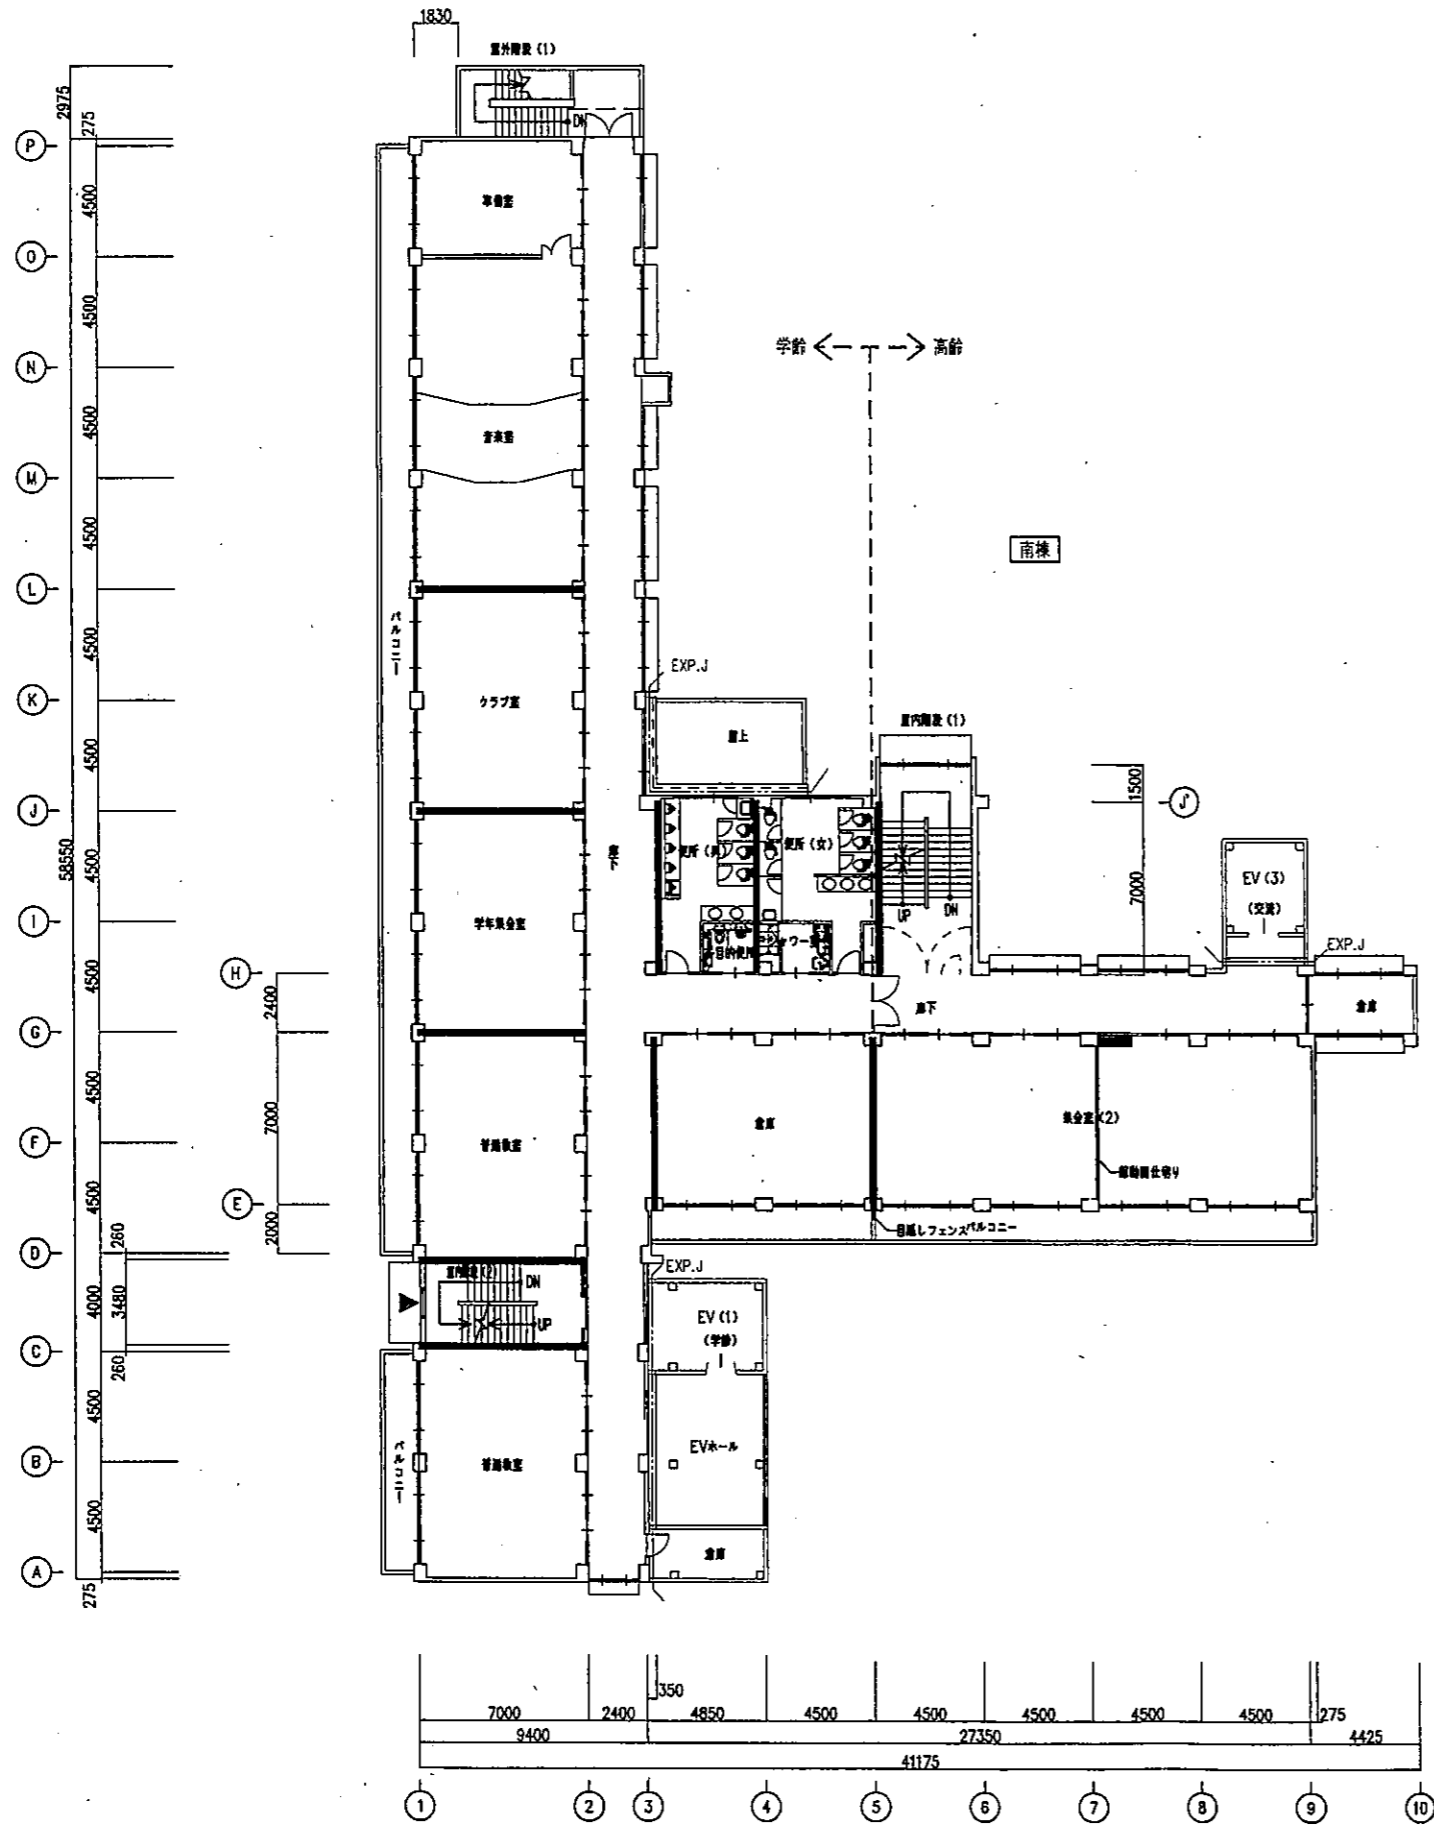 1830
屋外階段(1)
2975
275
DN
P
4500
準備室
O
4500
学齢
高齢
N
4500
音楽室
M
4500
南棟
L
バルコニー
4500
EXP.J
K
クラブ室
屋内階段(1)
屋上
4500
1500
J
J'
廊下
便所(男)
便所(女)
58550
4500
EV(3)
(交流)
7000
UP
DN
I
学年集会室
EXP.J
H
4500
2400
廊下
倉庫
G
4500
倉庫
集会室(2)
7000
F
普通教室
4500
E
2000
目隠しフェンス
バルコニー
D
260
EXP.J
屋内階段(2)
DN
4000
3480
EV(1)
(学齢)
UP
C
260
4500
バルコニー
EVホール
B
普通教室
4500
倉庫
A
275
350
7000
2400
4850
4500
4500
4500
4500
4500
275
9400
27350
4425
41175
1
2
3
4
5
6
7
8
9
10